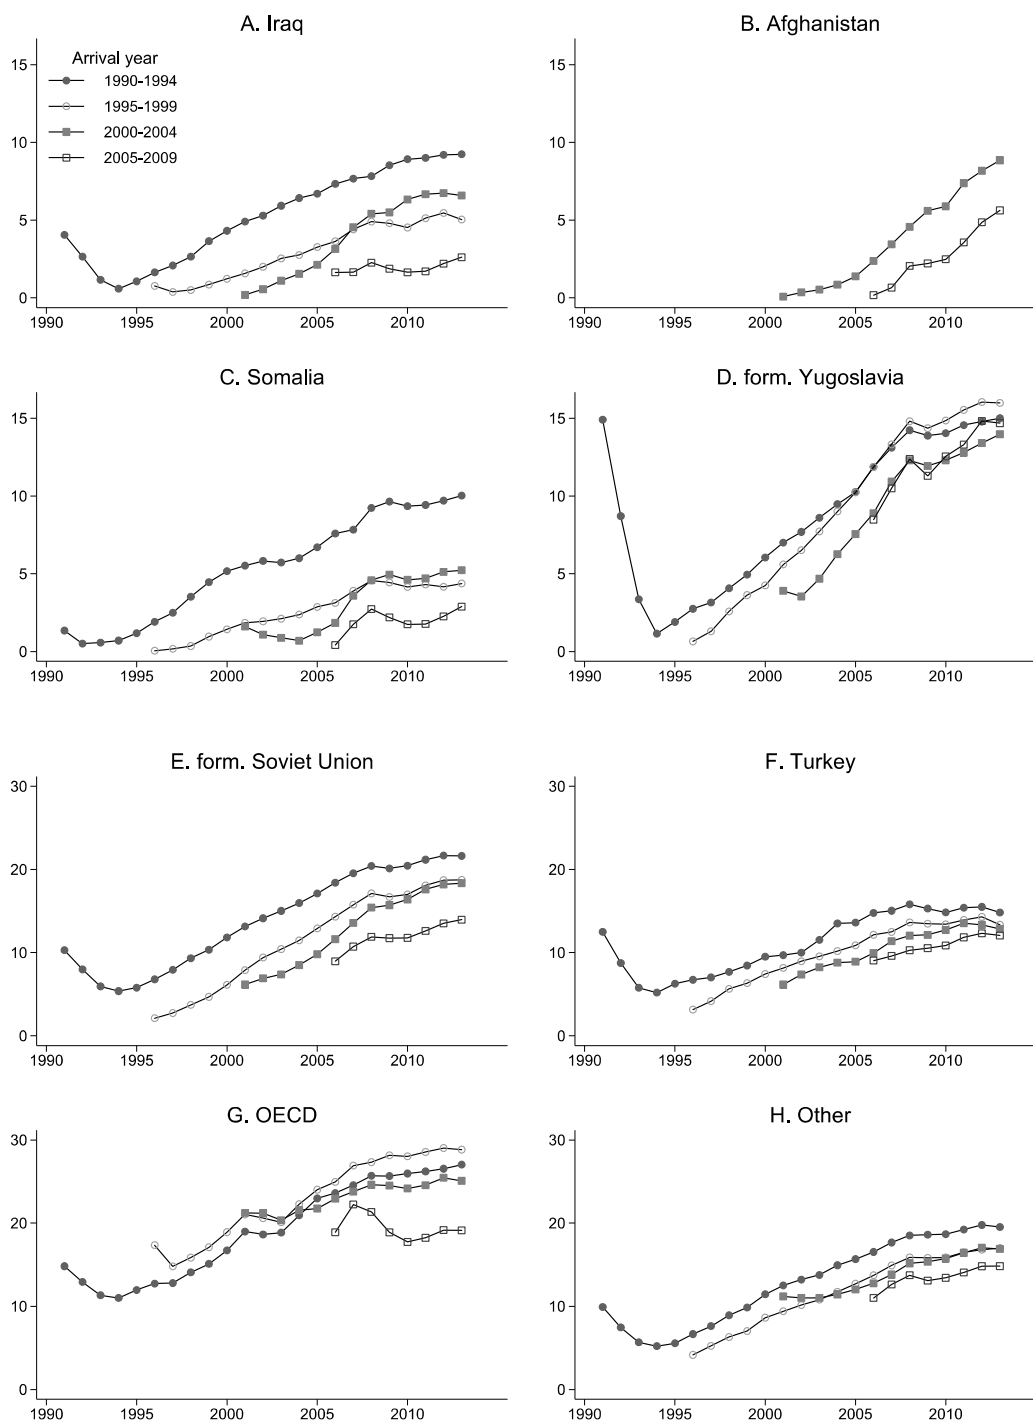 A. Iraq
Arrival year
1990-1994
1995-1999
2000-2004
2005-2009
15
10
5
0
1990 1995 2000 2005 2010
B. Afghanistan
15
10
5
0
1990 1995 2000 2005 2010
C. Somalia
15
10
5
0
1990 1995 2000 2005 2010
D. form. Yugoslavia
15
10
5
0
1990 1995 2000 2005 2010
E. form. Soviet Union
30
20
10
0
1990 1995 2000 2005 2010
F. Turkey
30
20
10
0
1990 1995 2000 2005 2010
G. OECD
30
20
10
0
1990 1995 2000 2005 2010
H. Other
30
20
10
0
1990 1995 2000 2005 2010